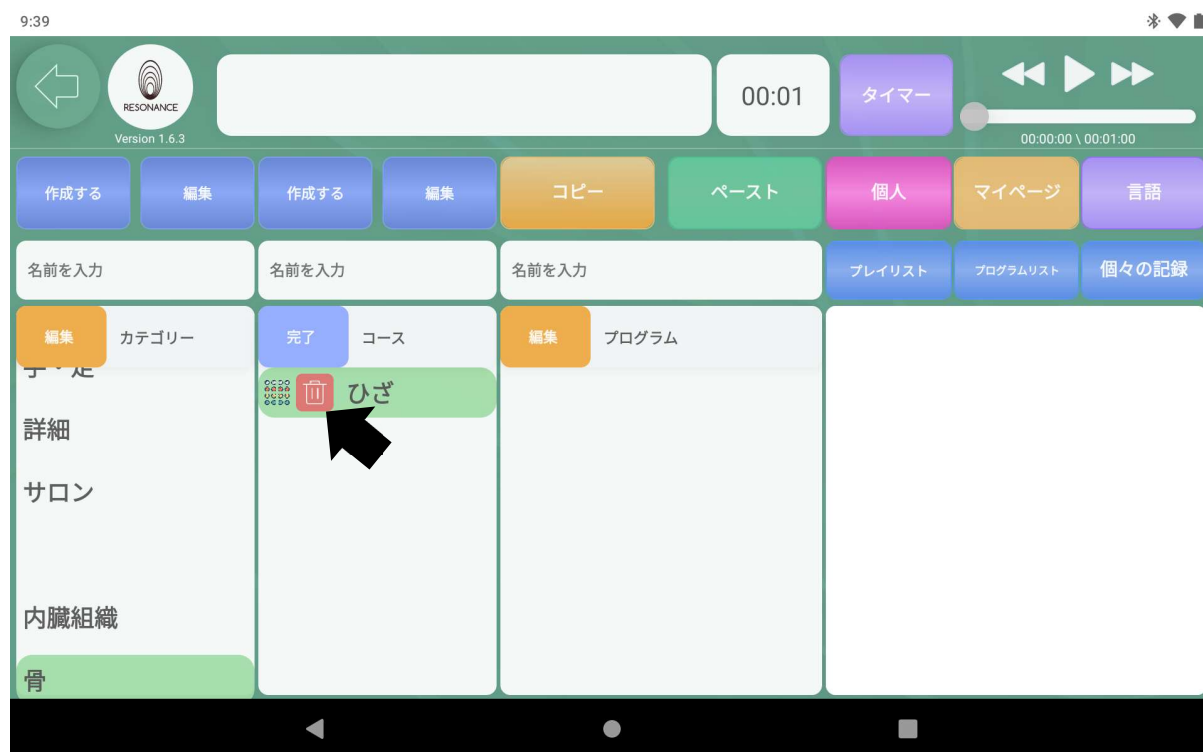 9:39
RESONANCE
Version 1.6.3
00:01
タイマー
00:00:00 \ 00:01:00
作成する
編集
作成する
編集
コピー
ペースト
個人
マイページ
言語
名前を入力
名前を入力
名前を入力
プレイリスト
プログラムリスト
個々の記録
編集
カテゴリー
完了
コース
編集
プログラム
手・足
詳細
サロン
内臓組織
骨
ひざ